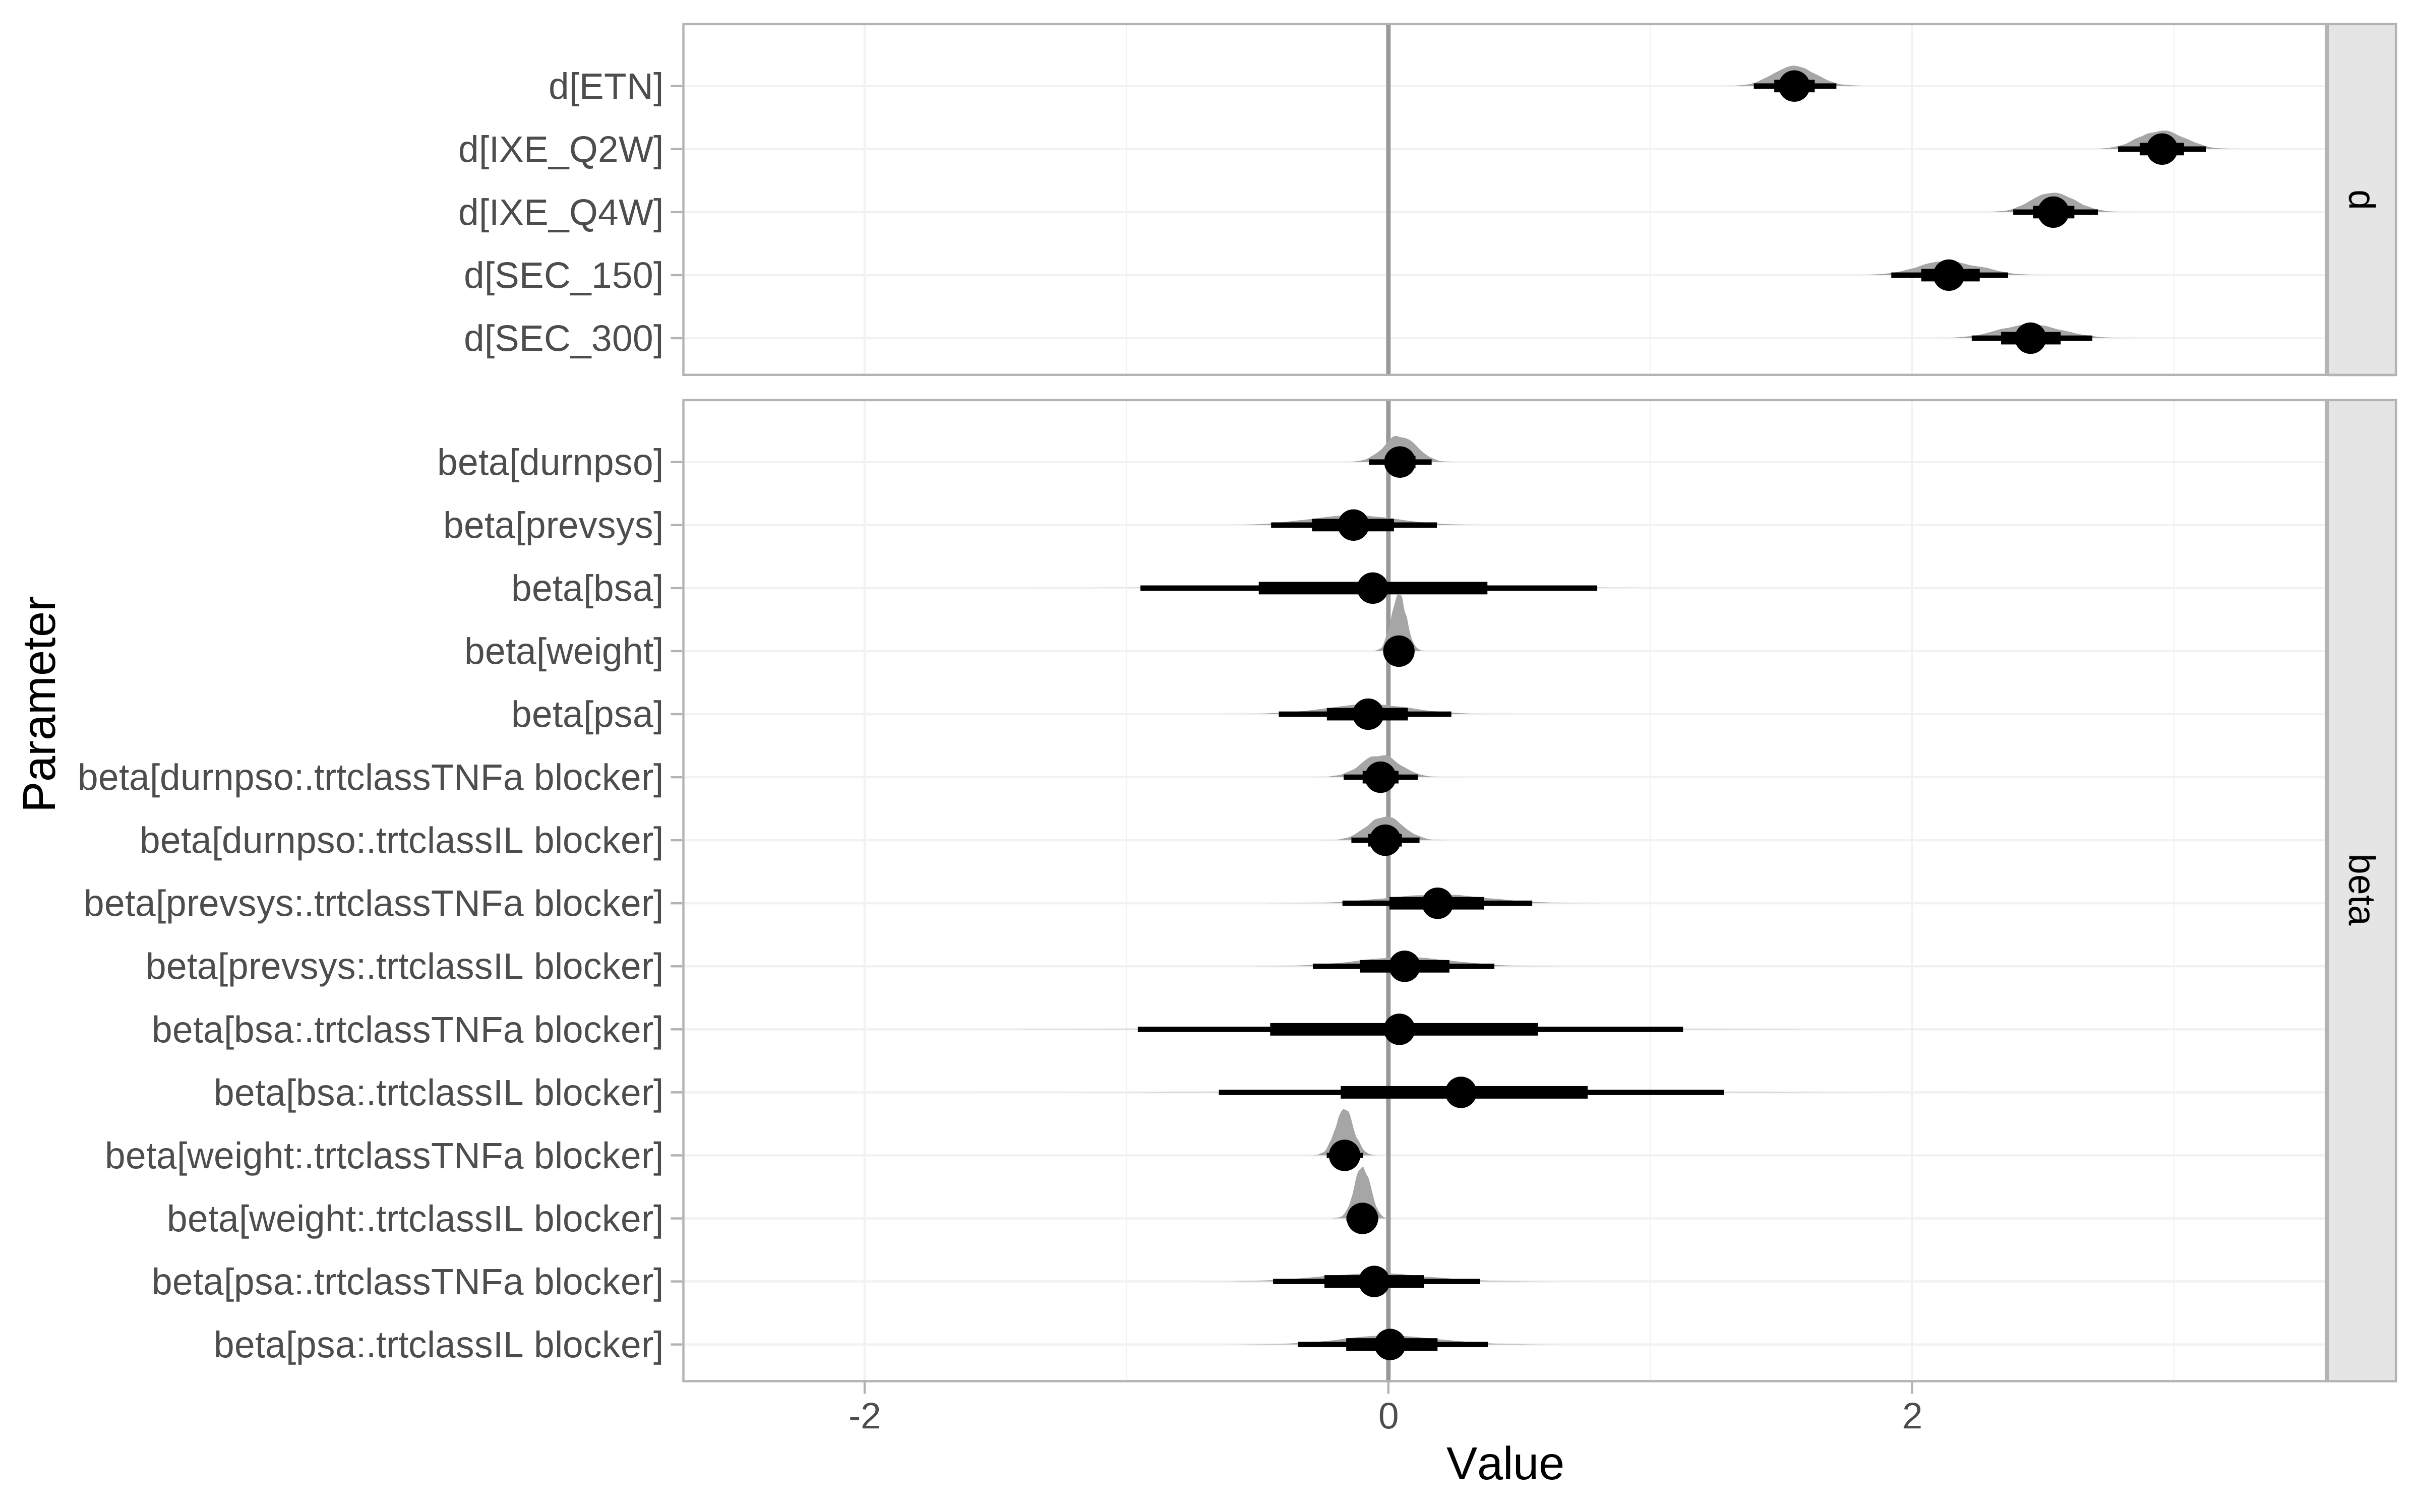 d[ETN]
d[IXE_Q2W]
d[IXE_Q4W]
d[SEC_150]
d[SEC_300]
d
beta[durnpso]
beta[prevsys]
beta[bsa]
beta[weight]
beta[psa]
beta[durnpso:.trtclassTNFa blocker]
beta[durnpso:.trtclassIL blocker]
beta[prevsys:.trtclassTNFa blocker]
beta[prevsys:.trtclassIL blocker]
beta[bsa:.trtclassTNFa blocker]
beta[bsa:.trtclassIL blocker]
beta[weight:.trtclassTNFa blocker]
beta[weight:.trtclassIL blocker]
beta[psa:.trtclassTNFa blocker]
beta[psa:.trtclassIL blocker]
beta
Parameter
-2 0 2
Value